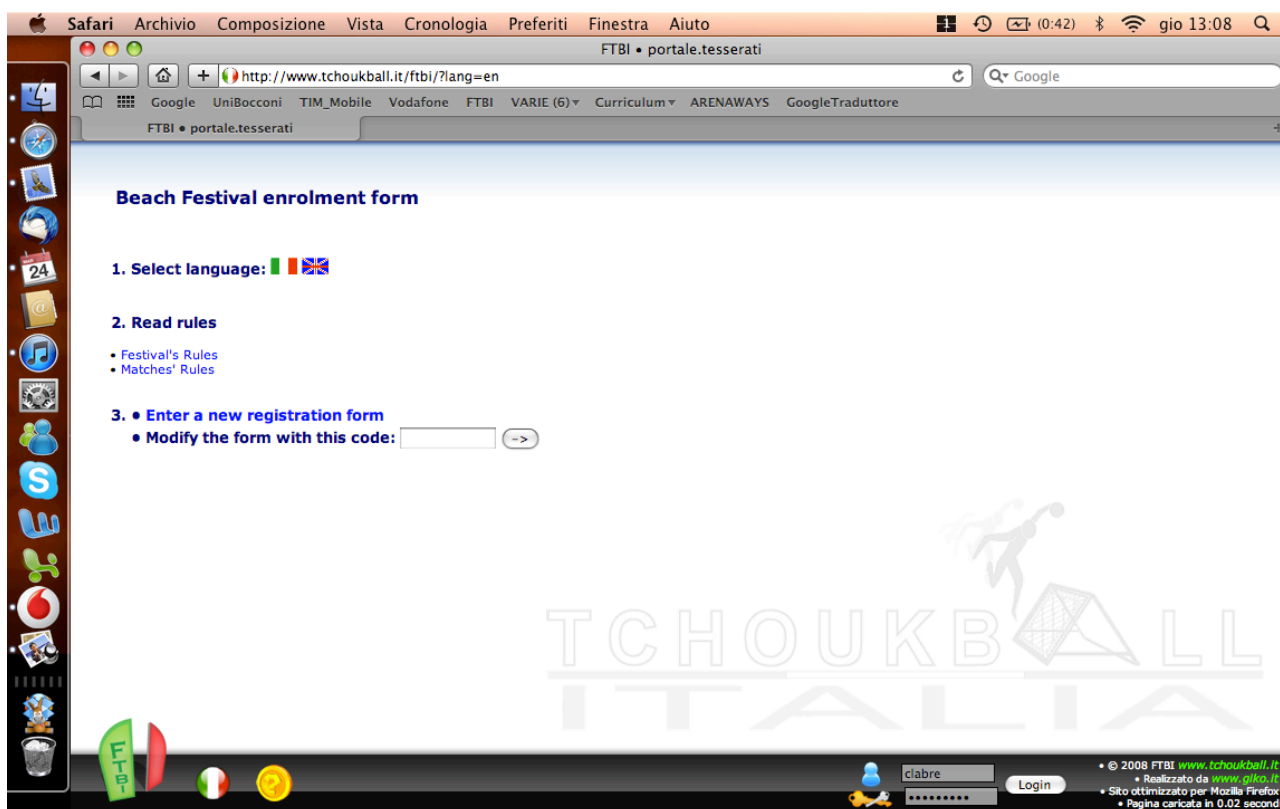 Safari Archivio Composizione Vista Cronologia Preferiti Finestra Aiuto 1 (0:42) gio 13:08
FTBI • portale.tesserati
http://www.tchoukball.it/ftbi/?lang=en Google
Google UniBocconi TIM_Mobile Vodafone FTBI VARIE (6) Curriculum ARENAWAYS GoogleTraduttore
FTBI • portale.tesserati
Beach Festival enrolment form
1. Select language:
24
2. Read rules
• Festival's Rules
• Matches' Rules
3. • Enter a new registration form
• Modify the form with this code: ->
TCHOUKBALL
ITALIA
FTBI
clabre
Login
• © 2008 FTBI www.tchoukball.it
• Realizzato da www.giko.it
• Sito ottimizzato per Mozilla Firefox
• Pagina caricata in 0.02 second